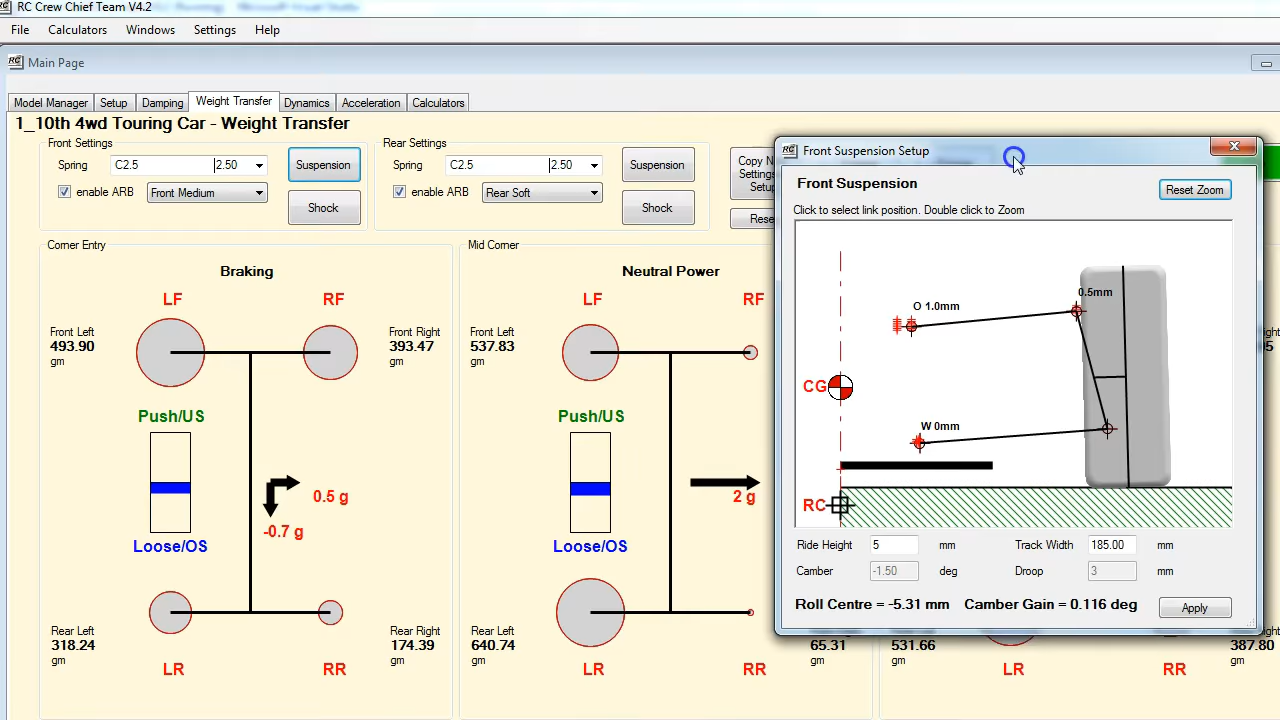 RC Crew Chief Team V4.2
File Calculators Windows Settings Help
Main Page
Model Manager Setup Damping Weight Transfer Dynamics Acceleration Calculators
1_10th 4wd Touring Car - Weight Transfer
Front Settings
Spring C2.5 2.50 Suspension
enable ARB Front Medium Shock
Rear Settings
Spring C2.5 2.50 Suspension
enable ARB Rear Soft Shock
Copy N
Settings
Setu
Rese
Corner Entry
Braking
LF RF
Front Left
493.90
gm
Front Right
393.47
gm
Push/US
Loose/OS
0.5 g
-0.7 g
Rear Left
318.24
gm
Rear Right
174.39
gm
LR RR
Mid Corner
Neutral Power
LF RF
Front Left
537.83
gm
Push/US
Loose/OS
2 g
Rear Left
640.74
gm
65.31
gm
LR RR
531.66
gm
Rear Right
387.80
gm
LR RR
Front Suspension Setup
Front Suspension
Reset Zoom
Click to select link position. Double click to Zoom
O 1.0mm
0.5mm
CG
W 0mm
RC
Ride Height 5 mm Track Width 185.00 mm
Camber -1.50 deg Droop 3 mm
Roll Centre = -5.31 mm Camber Gain = 0.116 deg Apply